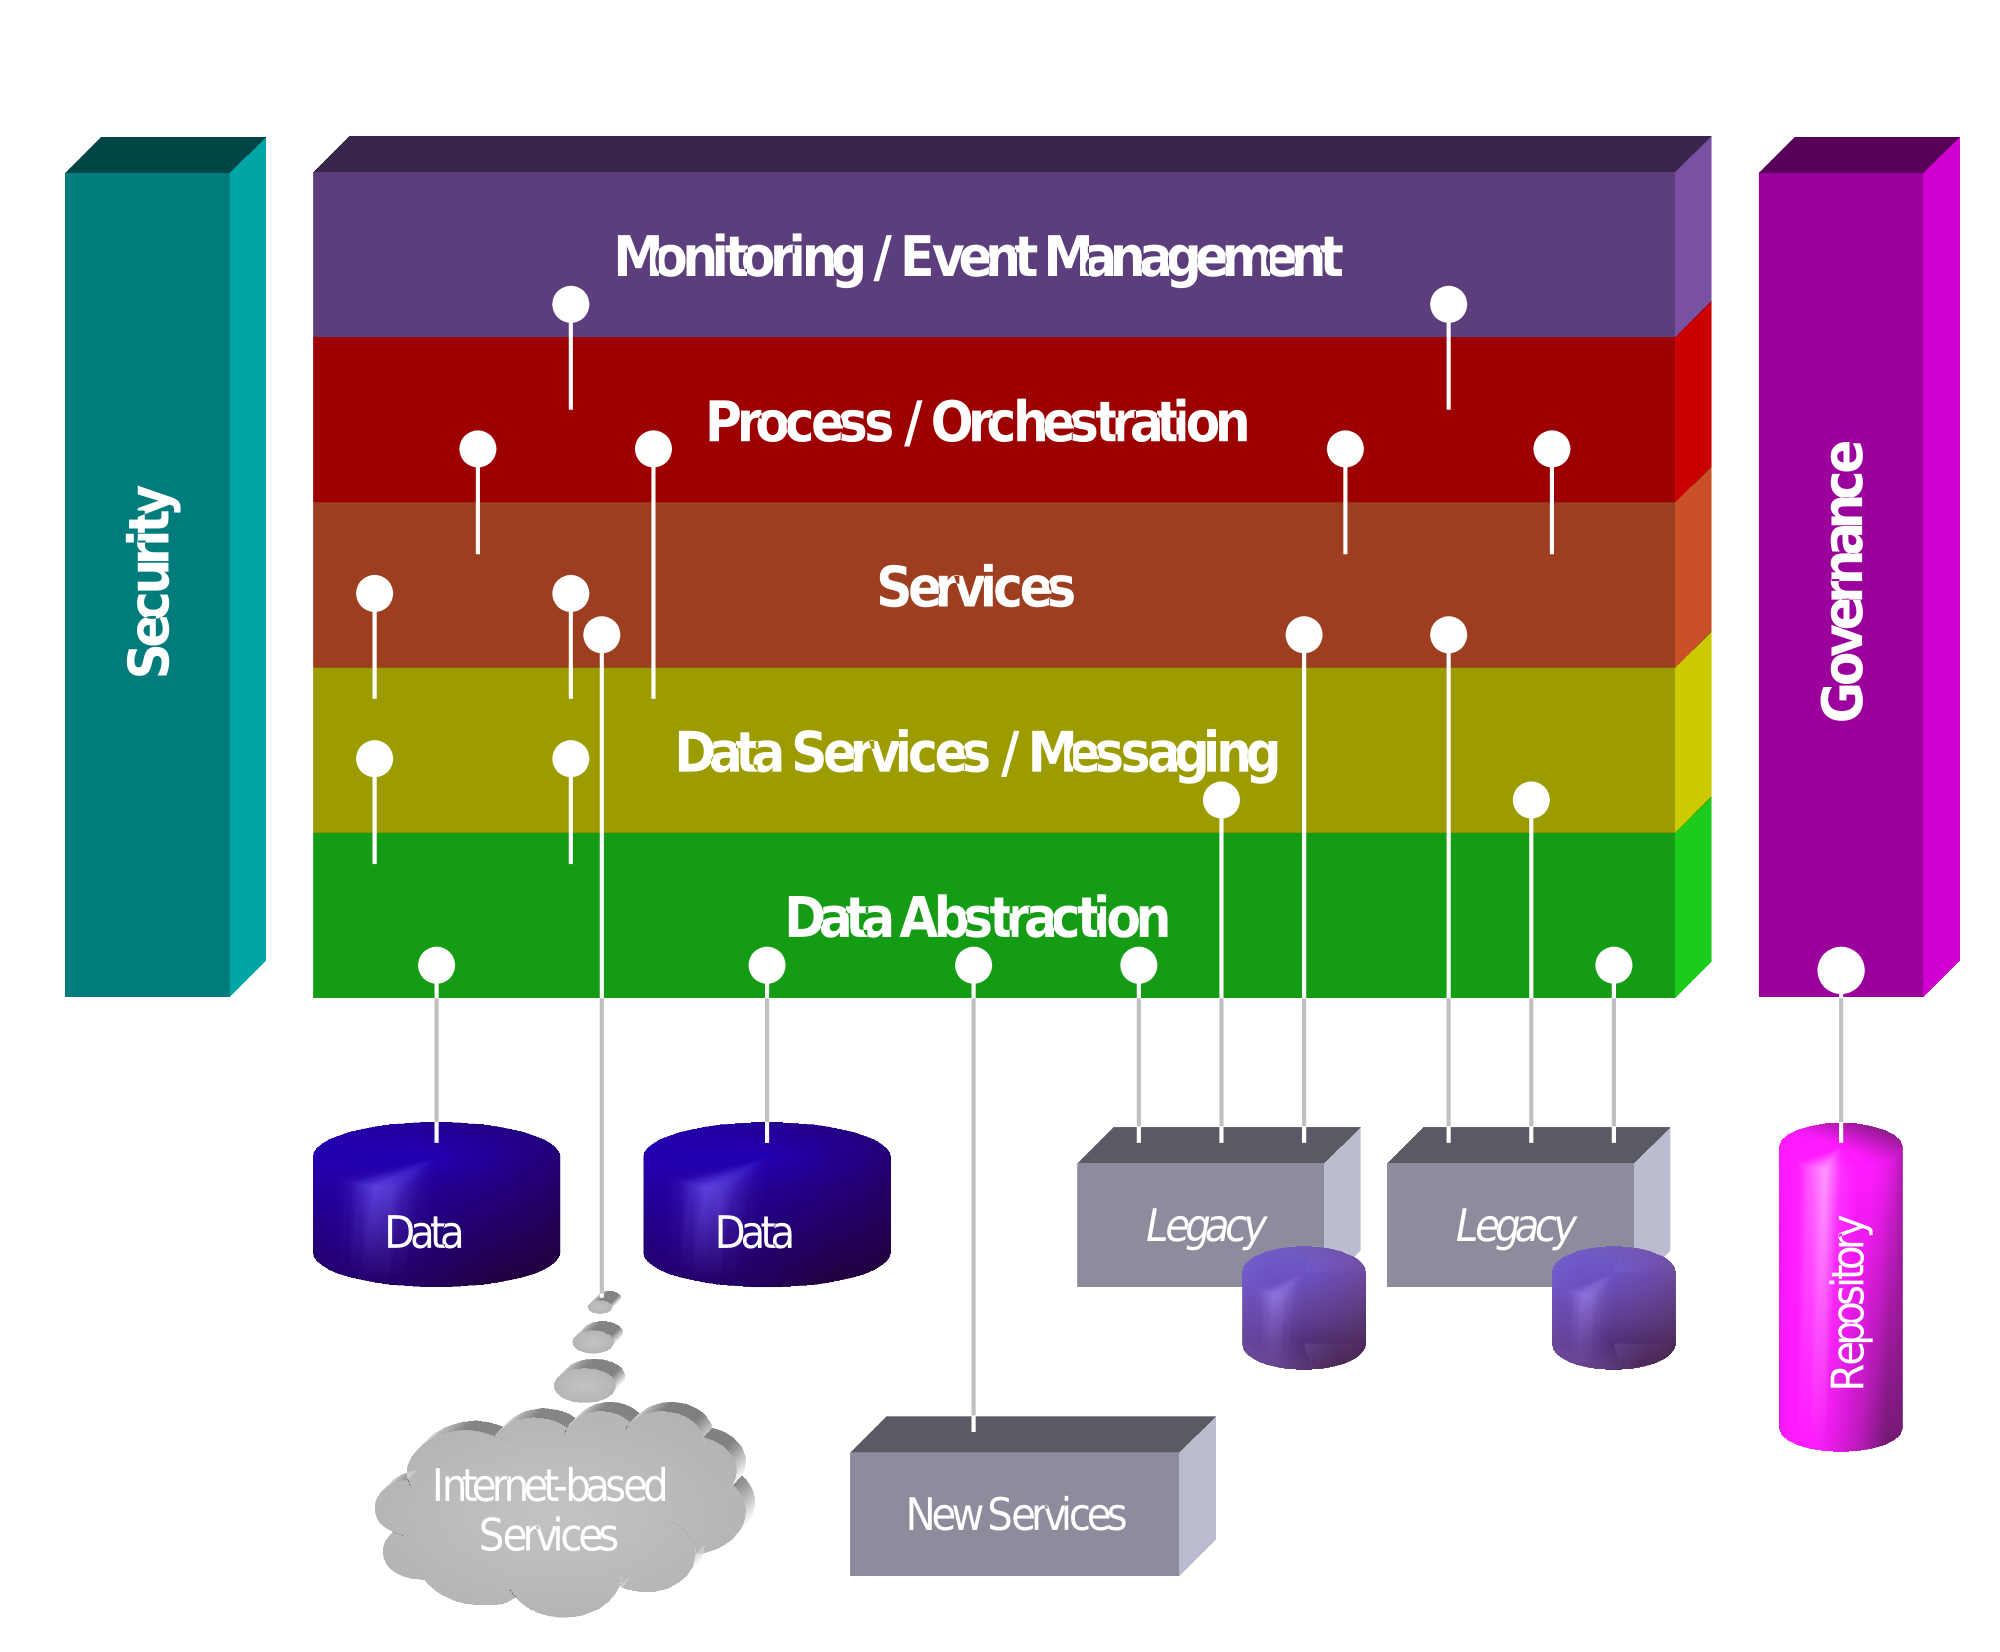 Security
Monitoring / Event Management
Process / Orchestration
Services
Data Services / Messaging
Data Abstraction
Governance
Data
Data
Legacy
Legacy
Repository
Internet-based
Services
New Services